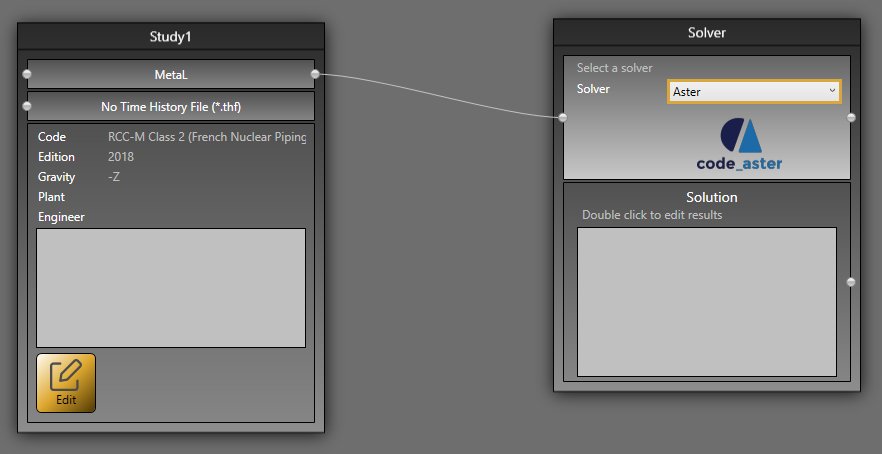 Study1
MetaL
No Time History File (*.thf)
Code RCC-M Class 2 (French Nuclear Piping
Edition 2018
Gravity -Z
Plant
Engineer
Edit
Solver
Select a solver
Solver Aster
code_aster
Solution
Double click to edit results